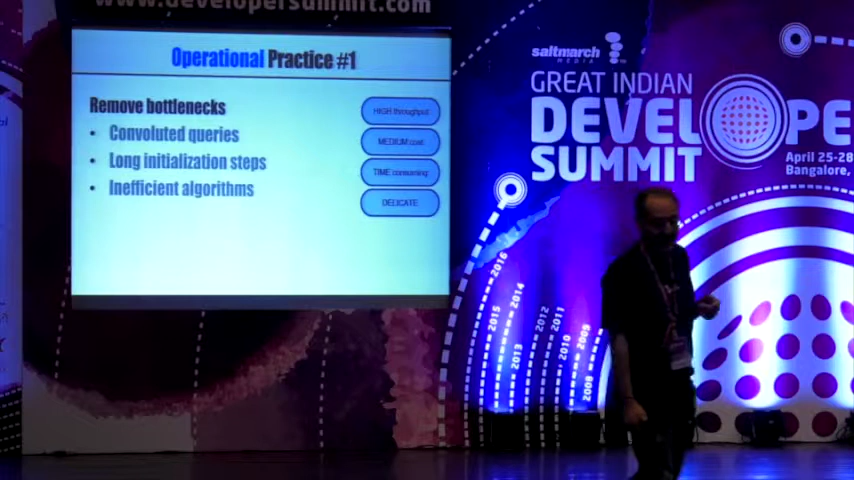 www.developersummit.com
Operational Practice #1
Remove bottlenecks
• Convoluted queries
• Long initialization steps
• Inefficient algorithms
HIGH throughput
MEDIUM cost
TIME consuming
DELICATE
saltmarch
MEDIA
GREAT INDIAN
DEVEL PE
SUMMIT
April 25-28
Bangalore,
2016
2015
2014
2013
2012
2011
2010
2009
2008